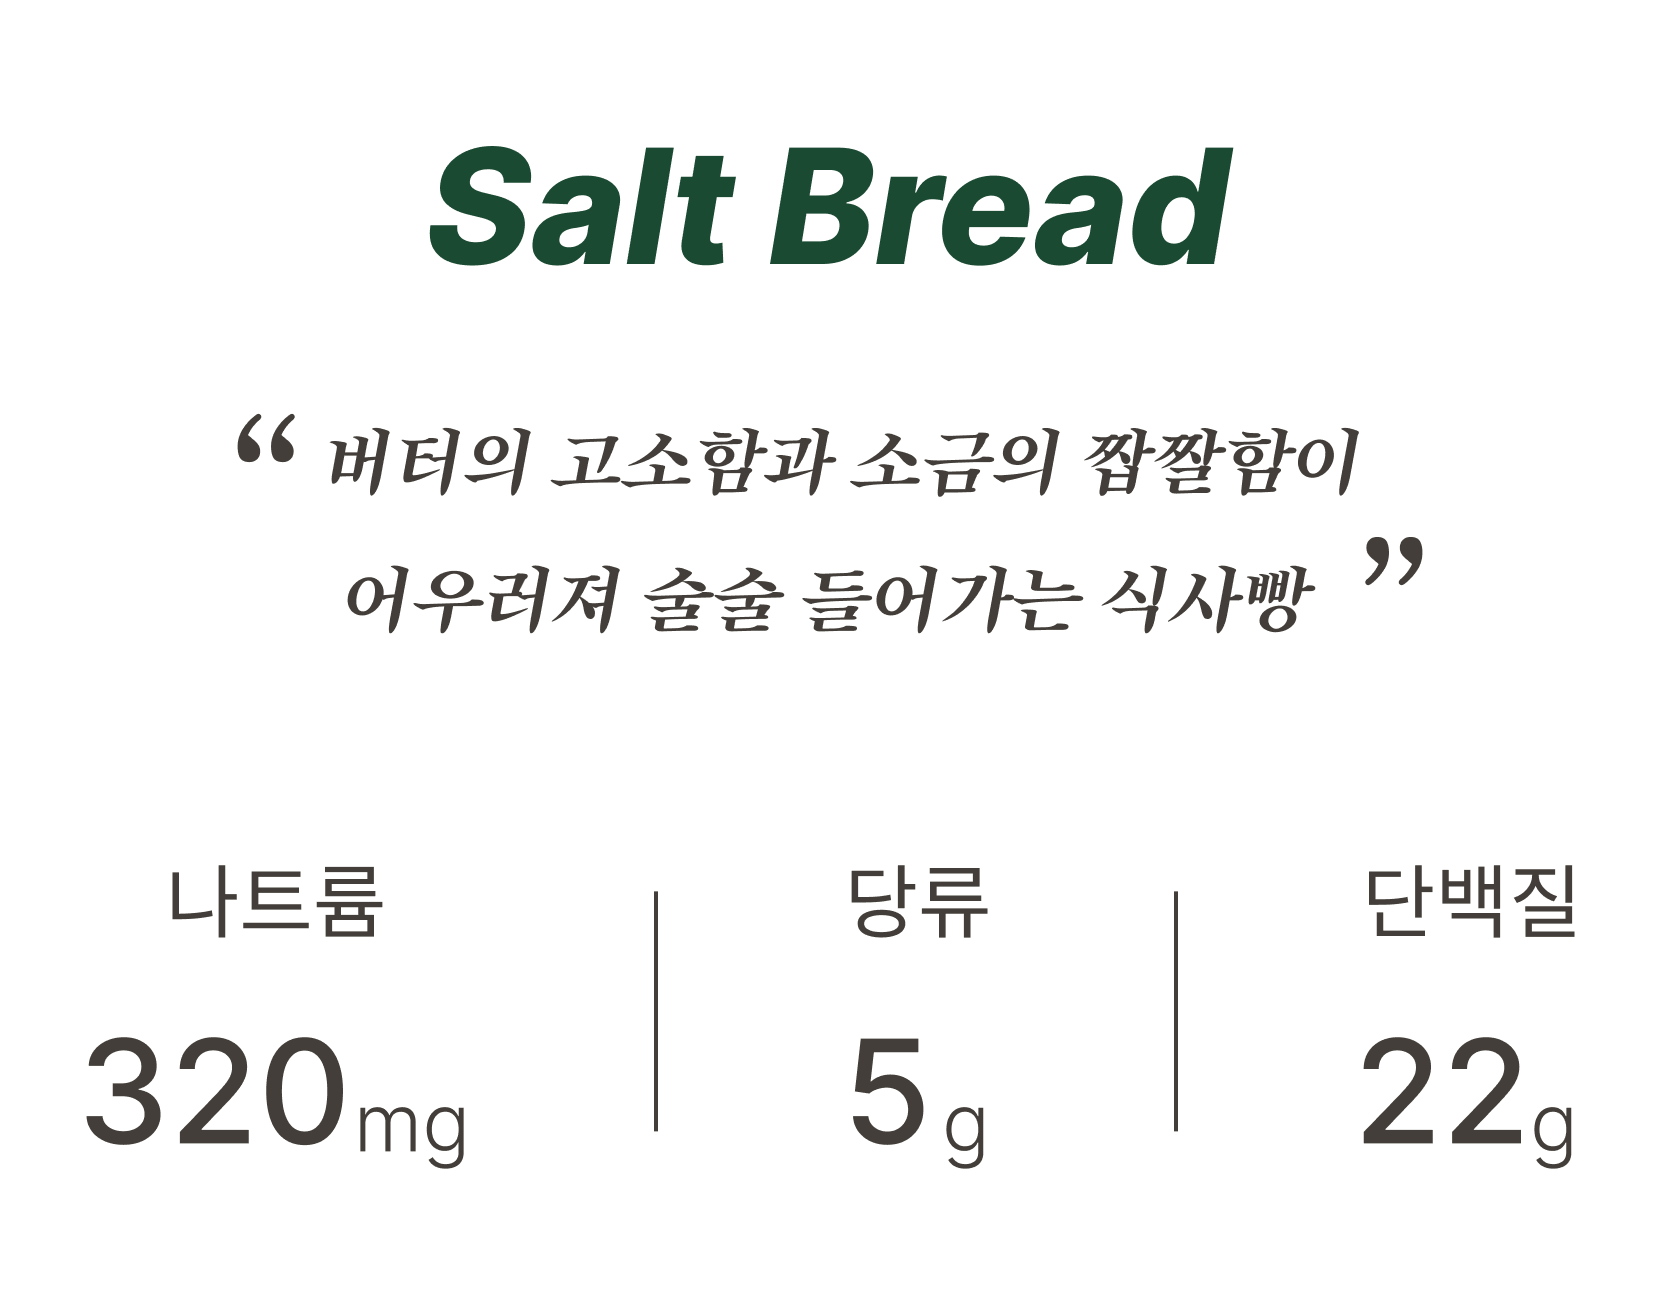 Salt Bread
“ 버터의 고소함과 소금의 짭짤함이
어우러져 술술 들어가는 식사빵 ”
나트륨 당류 단백질
320mg 5g 22g